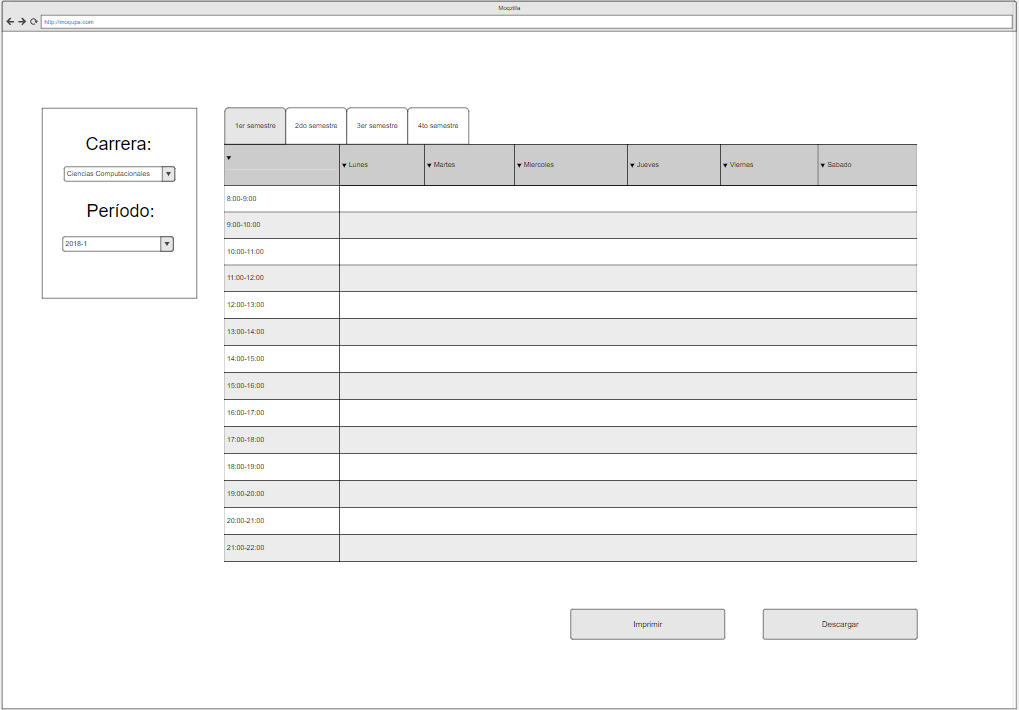 Moqzilla
http://moqups.com
Carrera:
Ciencias Computacionales
Período:
2018-1
1er semestre 2do semestre 3er semestre 4to semestre
Lunes Martes Miercoles Jueves Viernes Sabado
8:00-9:00
9:00-10:00
10:00-11:00
11:00-12:00
12:00-13:00
13:00-14:00
14:00-15:00
15:00-16:00
16:00-17:00
17:00-18:00
18:00-19:00
19:00-20:00
20:00-21:00
21:00-22:00
Imprimir Descargar